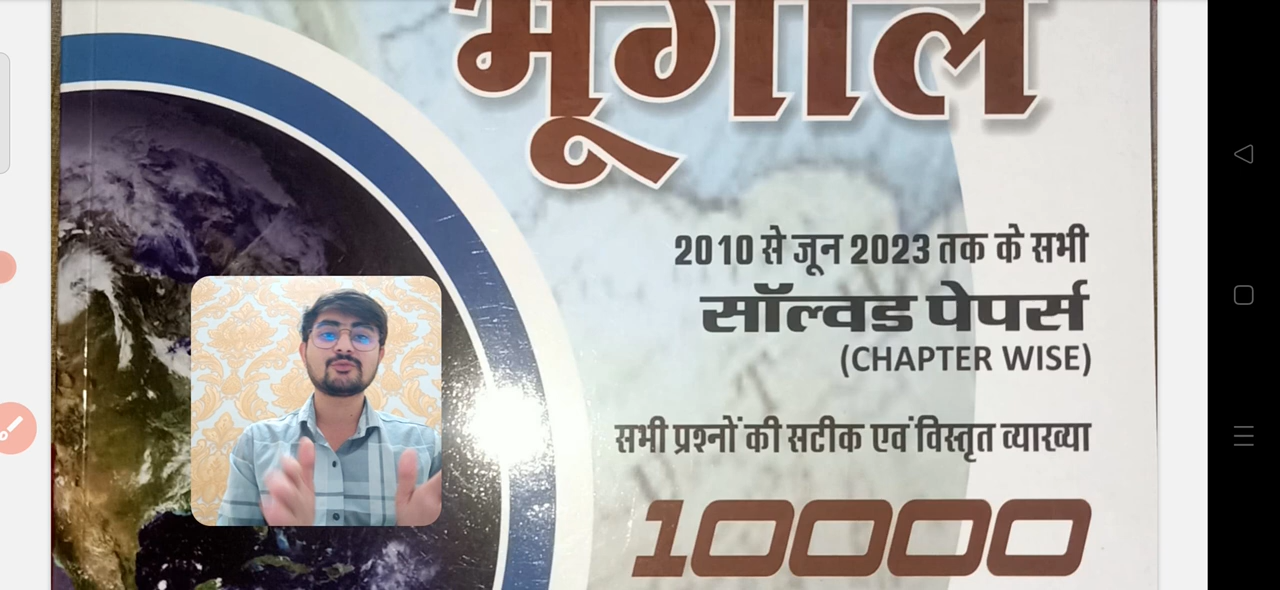 भूगोल
2010 से जून 2023 तक के सभी
सॉल्वड पेपर्स
(CHAPTER WISE)
सभी प्रश्नों की सटीक एवं विस्तृत व्याख्या
10000